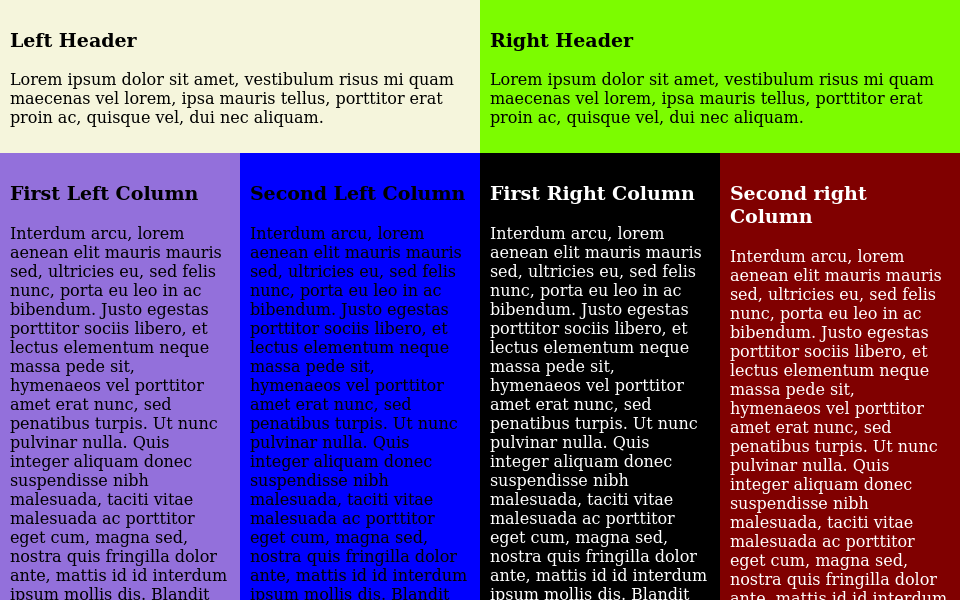 Left Header
Lorem ipsum dolor sit amet, vestibulum risus mi quam
maecenas vel lorem, ipsa mauris tellus, porttitor erat
proin ac, quisque vel, dui nec aliquam.
Right Header
Lorem ipsum dolor sit amet, vestibulum risus mi quam
maecenas vel lorem, ipsa mauris tellus, porttitor erat
proin ac, quisque vel, dui nec aliquam.
First Left Column
Interdum arcu, lorem
aenean elit mauris mauris
sed, ultricies eu, sed felis
nunc, porta eu leo in ac
bibendum. Justo egestas
porttitor sociis libero, et
lectus elementum neque
massa pede sit,
hymenaeos vel porttitor
amet erat nunc, sed
penatibus turpis. Ut nunc
pulvinar nulla. Quis
integer aliquam donec
suspendisse nibh
malesuada, taciti vitae
malesuada ac porttitor
eget cum, magna sed,
nostra quis fringilla dolor
ante, mattis id id interdum
ipsum mollis dis. Blandit
Second Left Column
Interdum arcu, lorem
aenean elit mauris mauris
sed, ultricies eu, sed felis
nunc, porta eu leo in ac
bibendum. Justo egestas
porttitor sociis libero, et
lectus elementum neque
massa pede sit,
hymenaeos vel porttitor
amet erat nunc, sed
penatibus turpis. Ut nunc
pulvinar nulla. Quis
integer aliquam donec
suspendisse nibh
malesuada, taciti vitae
malesuada ac porttitor
eget cum, magna sed,
nostra quis fringilla dolor
ante, mattis id id interdum
ipsum mollis dis. Blandit
First Right Column
Interdum arcu, lorem
aenean elit mauris mauris
sed, ultricies eu, sed felis
nunc, porta eu leo in ac
bibendum. Justo egestas
porttitor sociis libero, et
lectus elementum neque
massa pede sit,
hymenaeos vel porttitor
amet erat nunc, sed
penatibus turpis. Ut nunc
pulvinar nulla. Quis
integer aliquam donec
suspendisse nibh
malesuada, taciti vitae
malesuada ac porttitor
eget cum, magna sed,
nostra quis fringilla dolor
ante, mattis id id interdum
ipsum mollis dis. Blandit
Second right
Column
Interdum arcu, lorem
aenean elit mauris mauris
sed, ultricies eu, sed felis
nunc, porta eu leo in ac
bibendum. Justo egestas
porttitor sociis libero, et
lectus elementum neque
massa pede sit,
hymenaeos vel porttitor
amet erat nunc, sed
penatibus turpis. Ut nunc
pulvinar nulla. Quis
integer aliquam donec
suspendisse nibh
malesuada, taciti vitae
malesuada ac porttitor
eget cum, magna sed,
nostra quis fringilla dolor
ante, mattis id id interdum